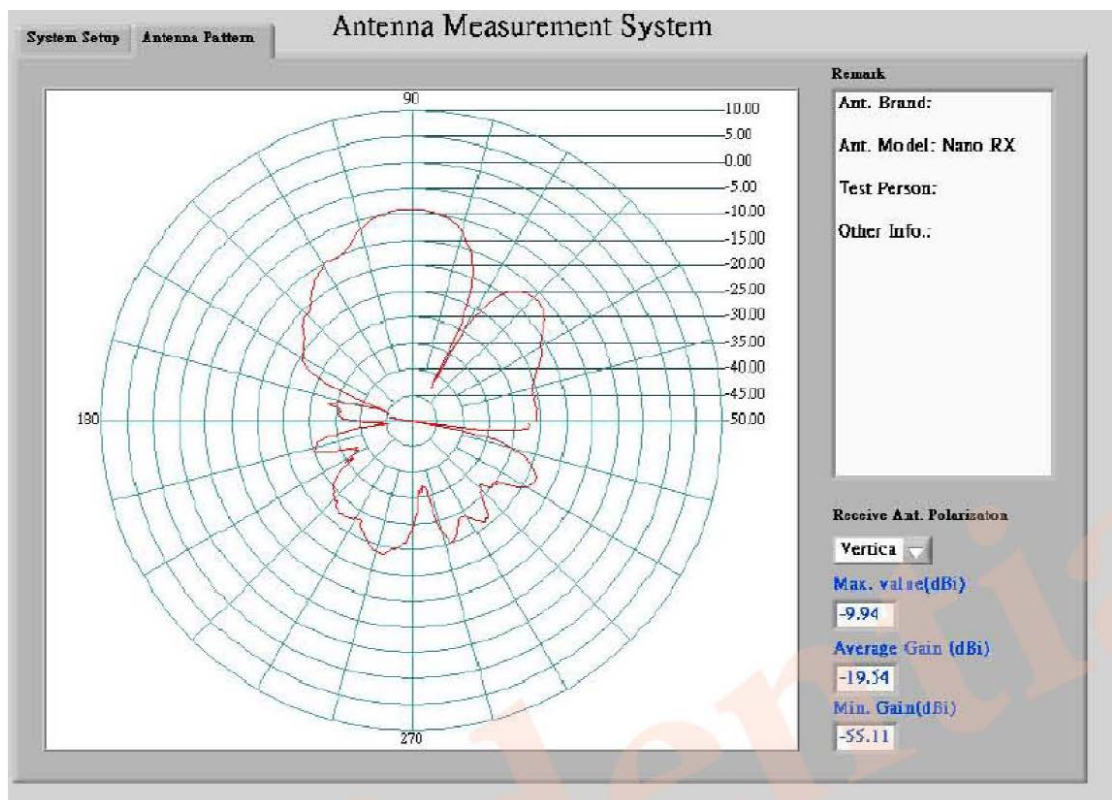 Antenna Measurement System
System Setup
Antenna Pattern
Remark
Ant. Brand:
Ant. Model: Nano RX
Test Person:
Other Info.:
90
10.00
5.00
0.00
-5.00
-10.00
-15.00
-20.00
-25.00
-30.00
-35.00
-40.00
-45.00
-50.00
180
270
Receive Ant. Polarisaton
Vertica
Max. value(dBi)
-9.94
Average Gain (dBi)
-19.54
Min. Gain(dBi)
-55.11